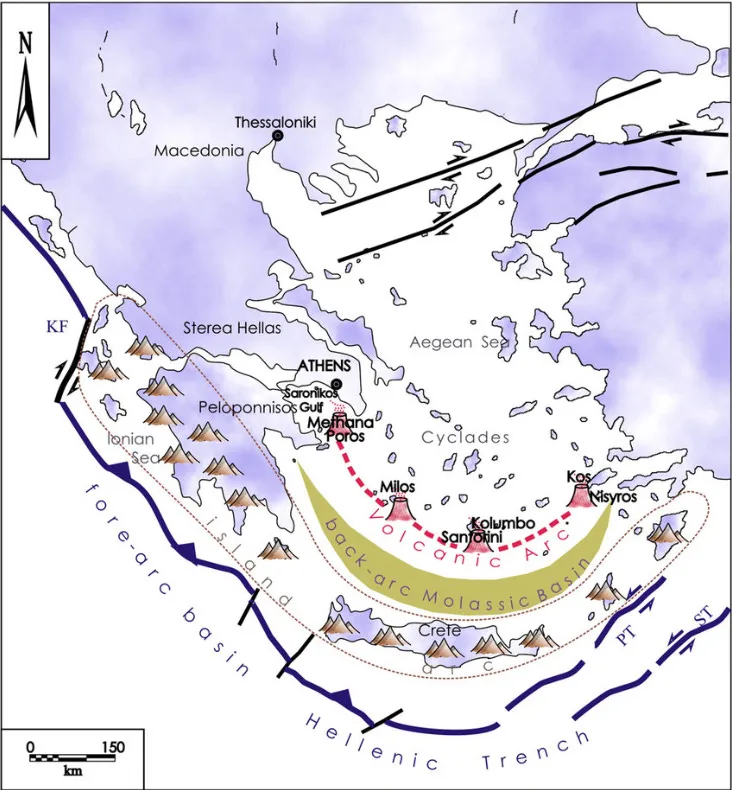 N
Thessaloniki
Macedonia
KF
Sterea Hellas
Aegean Sea
ATHENS
Saronikos
Gulf
Peloponnisos
Methana
Poros
Ionian
Sea
Cyclades
Milos
Kos
Nisyros
Kolumbo
Santorini
Volcanic Arc
back-arc Molassic Basin
island arc
Crete
fore-arc basin
PT
ST
Hellenic Trench
0 150
km